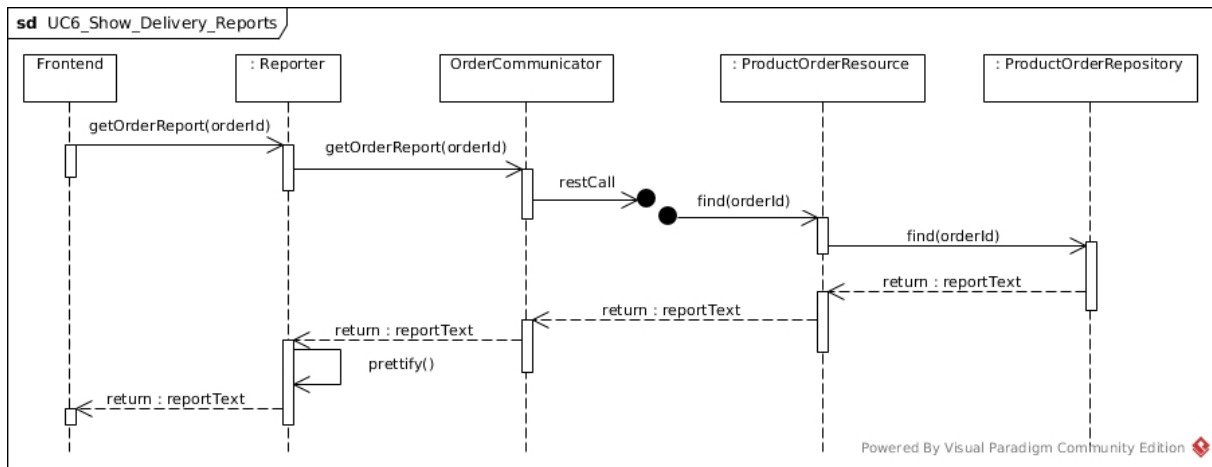 sd UC6_Show_Delivery_Reports
Frontend
: Reporter
OrderCommunicator
: ProductOrderResource
: ProductOrderRepository
getOrderReport(orderId)
getOrderReport(orderId)
restCall
find(orderId)
find(orderId)
return : reportText
return : reportText
return : reportText
prettify()
return : reportText
Powered By Visual Paradigm Community Edition